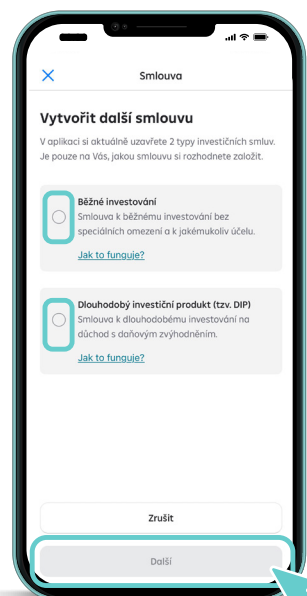 Smlouva
Vytvořit další smlouvu
V aplikaci si aktuálně uzavřete 2 typy investičních smluv.
Je pouze na Vás, jakou smlouvu si rozhodnete založit.
Běžné investování
Smlouva k běžnému investování bez
speciálních omezení a k jakémukoliv účelu.
Jak to funguje?
Dlouhodobý investiční produkt (tzv. DIP)
Smlouva k dlouhodobému investování na
důchod s daňovým zvýhodněním.
Jak to funguje?
Zrušit
Další